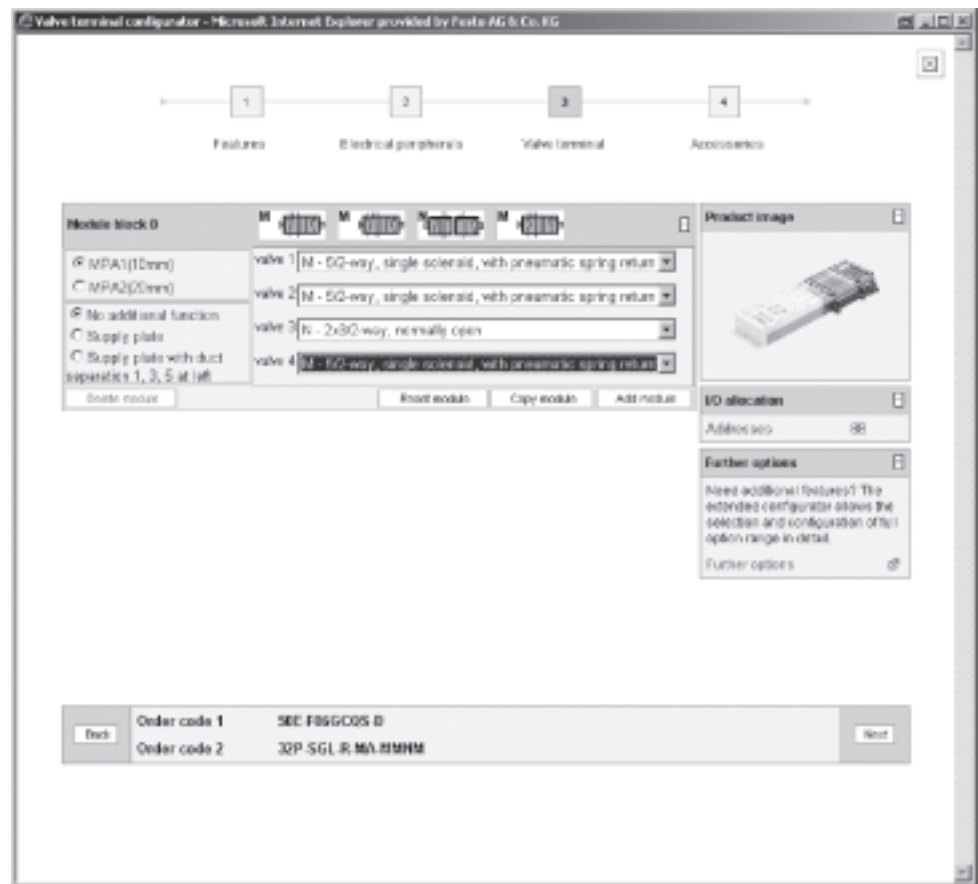 Valve terminal configurator - Microsoft Internet Explorer provided by Festo AG & Co. KG
1
2
3
4
Features
Electrical peripherals
Valve terminal
Accessories
Module block 0
M
M
N
M
MPA1(10mm)
MPA2(20mm)
No additional function
Supply plate
Supply plate with duct
separation 1, 3, 5 at left
valve 1 M - 5/2-way, single solenoid, with pneumatic spring return
valve 2 M - 5/2-way, single solenoid, with pneumatic spring return
valve 3 N - 2x3/2-way, normally open
valve 4 M - 5/2-way, single solenoid, with pneumatic spring return
Delete module
Reset module
Copy module
Add module
Product image
I/O allocation
Addresses
Further options
Need additional features? The
extended configurator allows the
selection and configuration of full
option range in detail.
Further options
Back
Order code 1
Order code 2
32P-SGL-R-MA-MMNM
Next